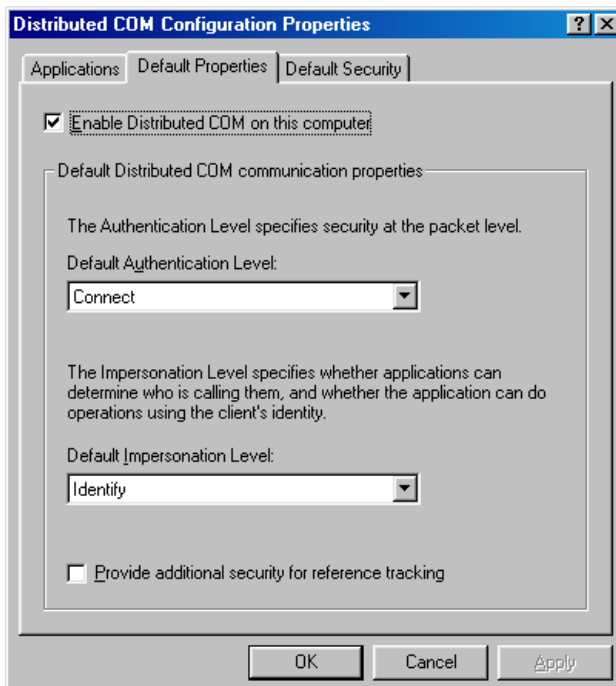 Distributed COM Configuration Properties
Applications Default Properties Default Security
Enable Distributed COM on this computer
Default Distributed COM communication properties
The Authentication Level specifies security at the packet level.
Default Authentication Level:
Connect
The Impersonation Level specifies whether applications can
determine who is calling them, and whether the application can do
operations using the client's identity.
Default Impersonation Level:
Identify
Provide additional security for reference tracking
OK Cancel Apply